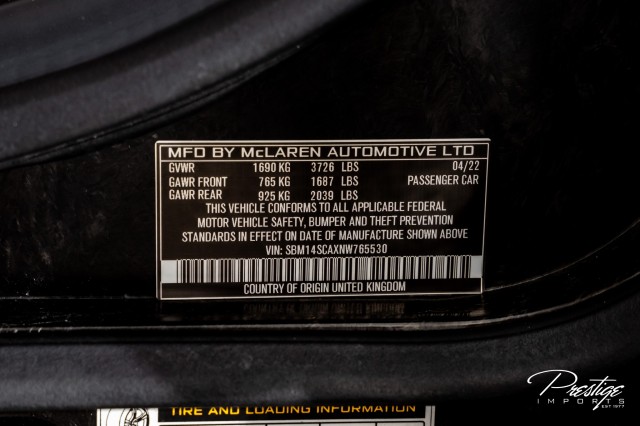 MFD BY McLAREN AUTOMOTIVE LTD
GVWR 1690 KG 3726 LBS 04/22
GAWR FRONT 765 KG 1687 LBS PASSENGER CAR
GAWR REAR 925 KG 2039 LBS
THIS VEHICLE CONFORMS TO ALL APPLICABLE FEDERAL
MOTOR VEHICLE SAFETY, BUMPER AND THEFT PREVENTION
STANDARDS IN EFFECT ON DATE OF MANUFACTURE SHOWN ABOVE
VIN: SBM14SCAXNW765530
COUNTRY OF ORIGIN UNITED KINGDOM
TIRE AND LOADING INFORMATION
Prestige
IMPORTS
EST 1977